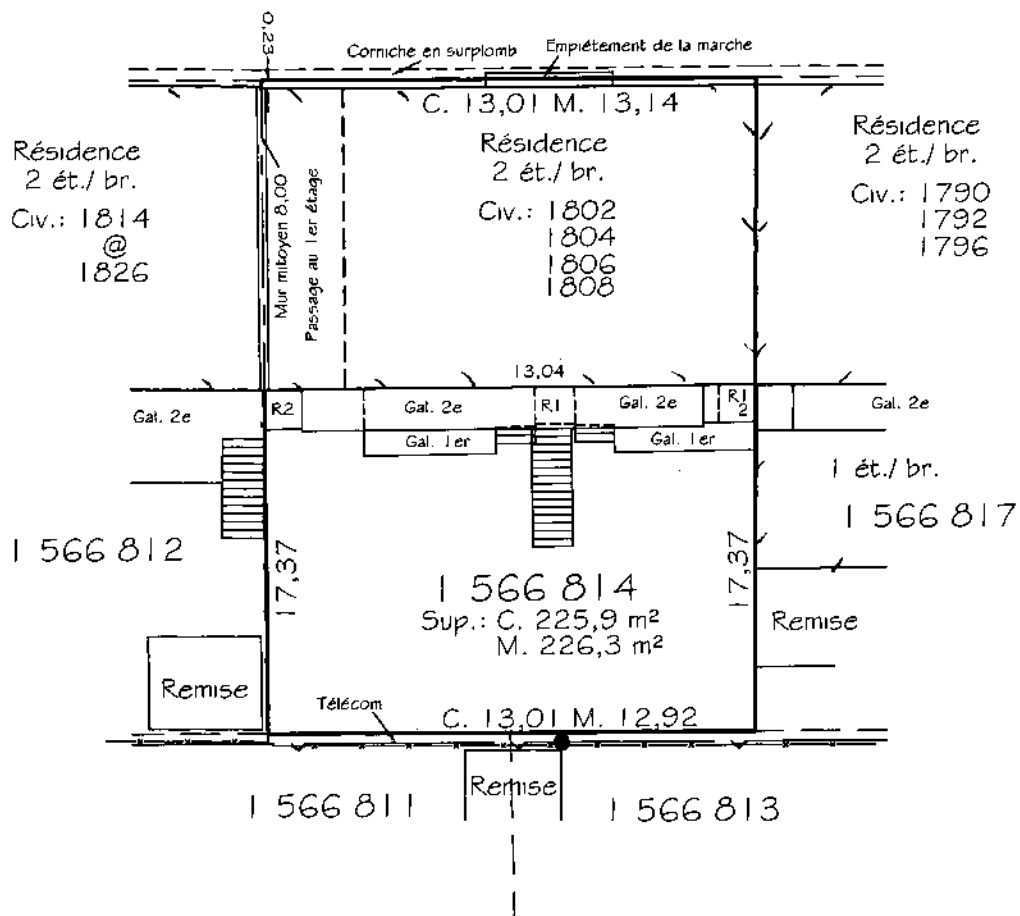 0,23
Corniche en surplomb
Empiétement de la marche
C. 13,01 M. 13,14
Résidence
2 ét./ br.
Civ.: 1814
@
1826
Mur mitoyen 8,00
Passage au 1er étage
Résidence
2 ét./ br.
Civ.: 1802
1804
1806
1808
Résidence
2 ét./ br.
Civ.: 1790
1792
1796
13,04
Gal. 2e
R2
Gal. 2e
R1
Gal. 2e
R1
2
Gal. 2e
Gal. 1er
Gal. 1er
1 ét./ br.
1 566 812
17,37
17,37
1 566 817
1 566 814
Sup.: C. 225,9 m²
M. 226,3 m²
Remise
Remise
Télécom
C. 13,01 M. 12,92
Remise
1 566 811
1 566 813